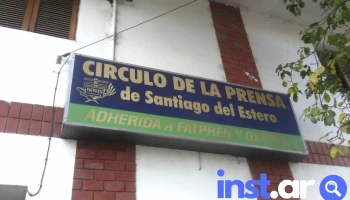 CIRCULO DE LA PRENSA
de Santiago del Estero
ADHERIDA A FATPREN Y
inst.ar